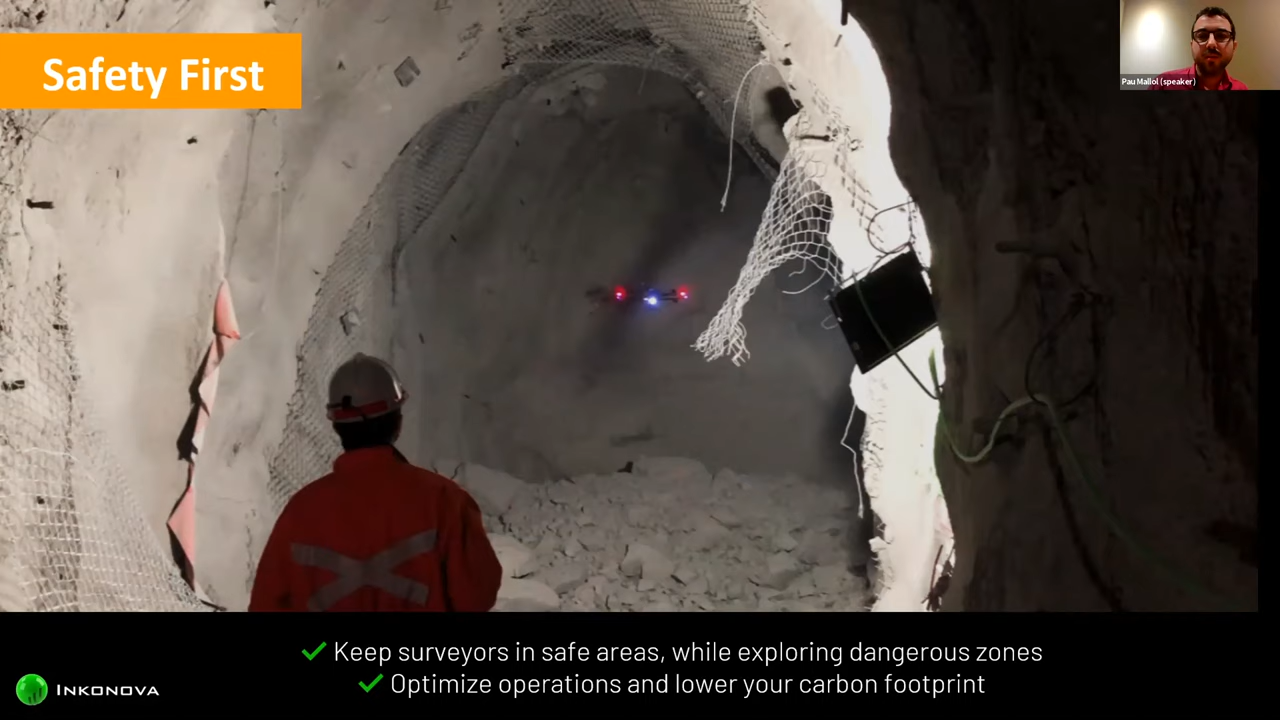 Safety First
Pau Mallol (speaker)
Keep surveyors in safe areas, while exploring dangerous zones
Optimize operations and lower your carbon footprint
INKONOVA